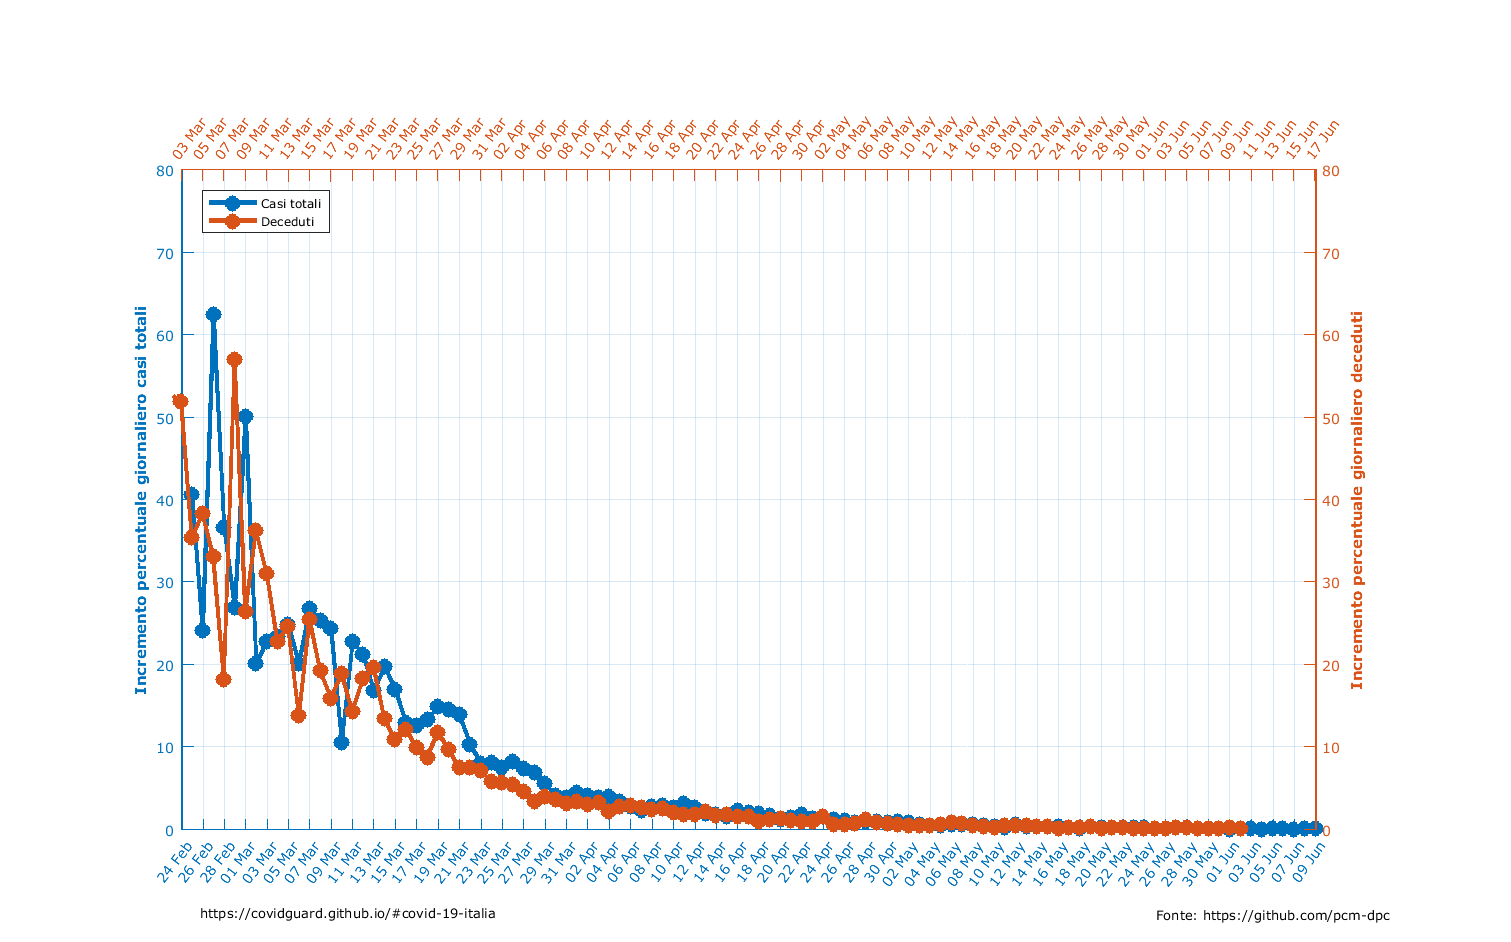 03 Mar 05 Mar 07 Mar 09 Mar 11 Mar 13 Mar 15 Mar 17 Mar 19 Mar 21 Mar 23 Mar 25 Mar 27 Mar 29 Mar 31 Mar 02 Apr 04 Apr 06 Apr 08 Apr 10 Apr 12 Apr 14 Apr 16 Apr 18 Apr 20 Apr 22 Apr 24 Apr 26 Apr 28 Apr 30 Apr 02 May 04 May 06 May 08 May 10 May 12 May 14 May 16 May 18 May 20 May 22 May 24 May 26 May 28 May 30 May 01 Jun 03 Jun 05 Jun 07 Jun 09 Jun 11 Jun 13 Jun 15 Jun 17 Jun
Casi totali
Deceduti
Incremento percentuale giornaliero casi totali
80
70
60
50
40
30
20
10
0
80
70
60
50
40
30
20
10
0
Incremento percentuale giornaliero deceduti
24 Feb 26 Feb 28 Feb 01 Mar 03 Mar 05 Mar 07 Mar 09 Mar 11 Mar 13 Mar 15 Mar 17 Mar 19 Mar 21 Mar 23 Mar 25 Mar 27 Mar 29 Mar 31 Mar 02 Apr 04 Apr 06 Apr 08 Apr 10 Apr 12 Apr 14 Apr 16 Apr 18 Apr 20 Apr 22 Apr 24 Apr 26 Apr 28 Apr 30 Apr 02 May 04 May 06 May 08 May 10 May 12 May 14 May 16 May 18 May 20 May 22 May 24 May 26 May 28 May 30 May 01 Jun 03 Jun 05 Jun 07 Jun 09 Jun
https://covidguard.github.io/#covid-19-italia
Fonte: https://github.com/pcm-dpc